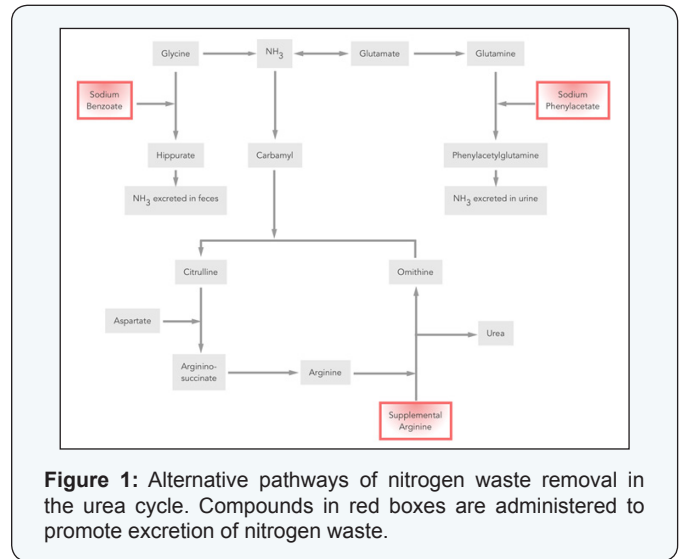 Glycine
NH3
Glutamate
Glutamine
Sodium
Benzoate
Sodium
Phenylacetate
Hippurate
Carbamyl
Phenylacetylglutamine
NH3 excreted in feces
NH3 excreted in urine
Citrulline
Ornithine
Aspartate
Urea
Arginino-
succinate
Arginine
Supplemental
Arginine
Figure 1: Alternative pathways of nitrogen waste removal in
the urea cycle. Compounds in red boxes are administered to
promote excretion of nitrogen waste.